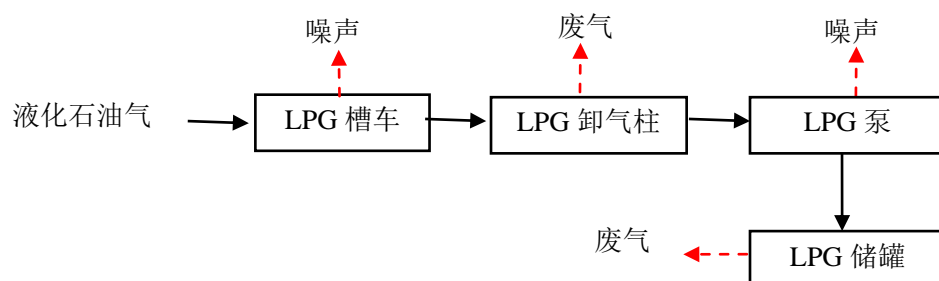 噪声
废气
噪声
液化石油气
LPG 槽车
LPG 卸气柱
LPG 泵
废气
LPG 储罐